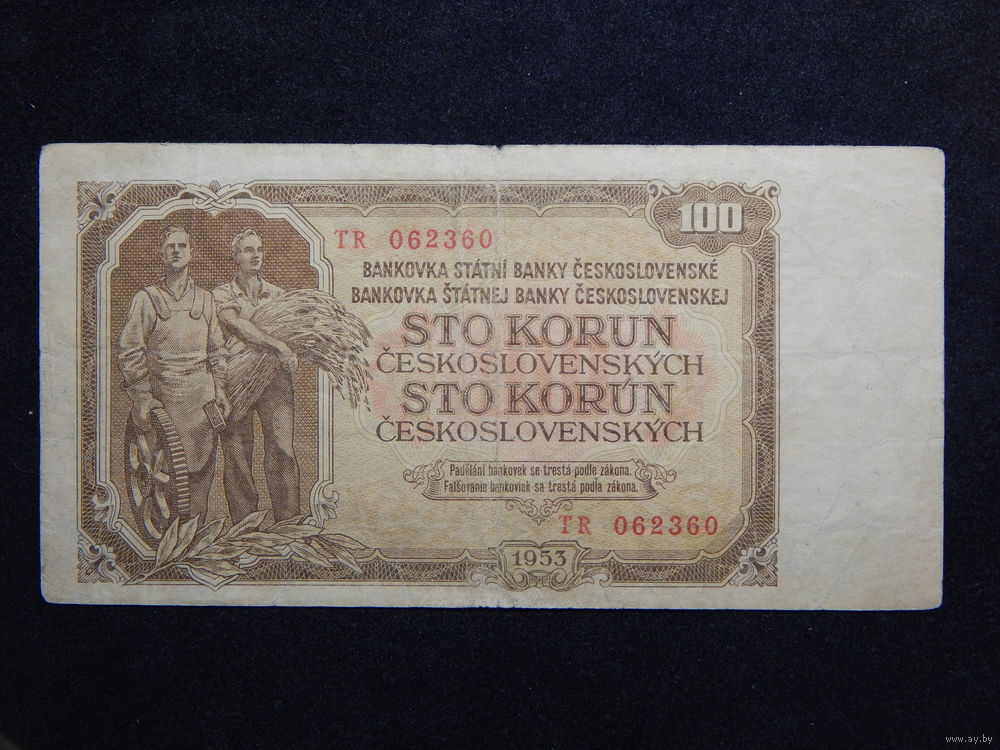 100
TR 062360
BANKOVKA STÁTNÍ BANKY ČESKOSLOVENSKÉ
BANKOVKA ŠTÁTNEJ BANKY ČESKOSLOVENSKEJ
STO KORUN
ČESKOSLOVENSKÝCH
STO KORÚN
ČESKOSLOVENSKÝCH
Padělání bankovek se trestá podle zákona.
Falšovanie bankoviek sa trestá podľa zákona.
TR 062360
1953
www.ay.by